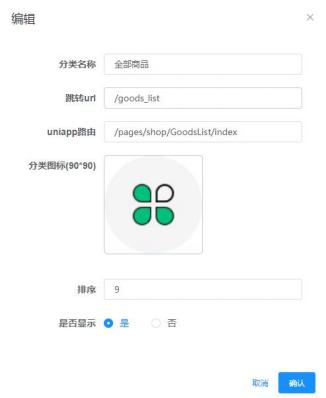 编辑
分类名称 全部商品
跳转url /goods_list
uniapp路由 /pages/shop/GoodsList/index
分类图标(90*90)
排序 9
是否显示 是 否
取消 确认